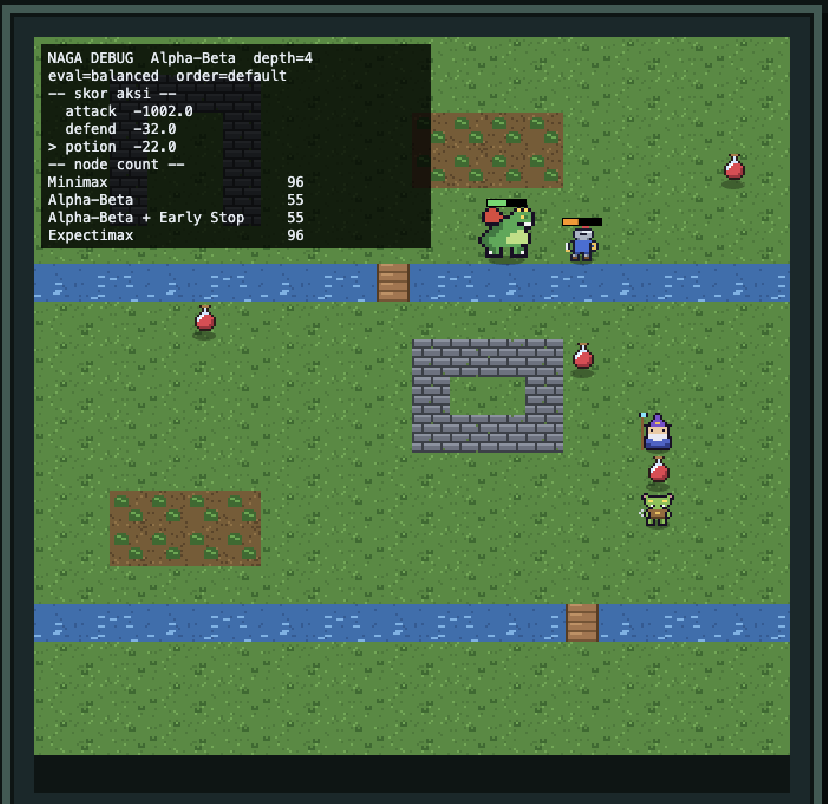 NAGA DEBUG  Alpha-Beta  depth=4
eval=balanced  order=default
-- skor aksi --
attack  -1002.0
defend  -32.0
> potion  -22.0
-- node count --
Minimax 96
Alpha-Beta 55
Alpha-Beta + Early Stop 55
Expectimax 96